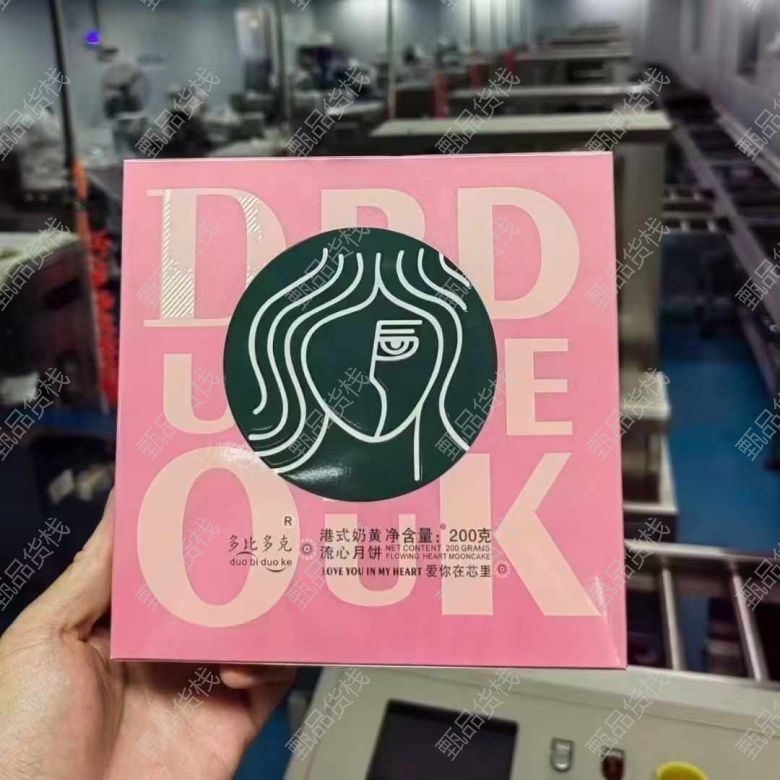 DBD
U E
OUK
多比多克®
duo bi duo ke
港式奶黄 净含量：200克
流心月饼 NET CONTENT 200 GRAMS
FLOWING HEART MOONCAKE
LOVE YOU IN MY HEART 爱你在芯里
甄品货栈